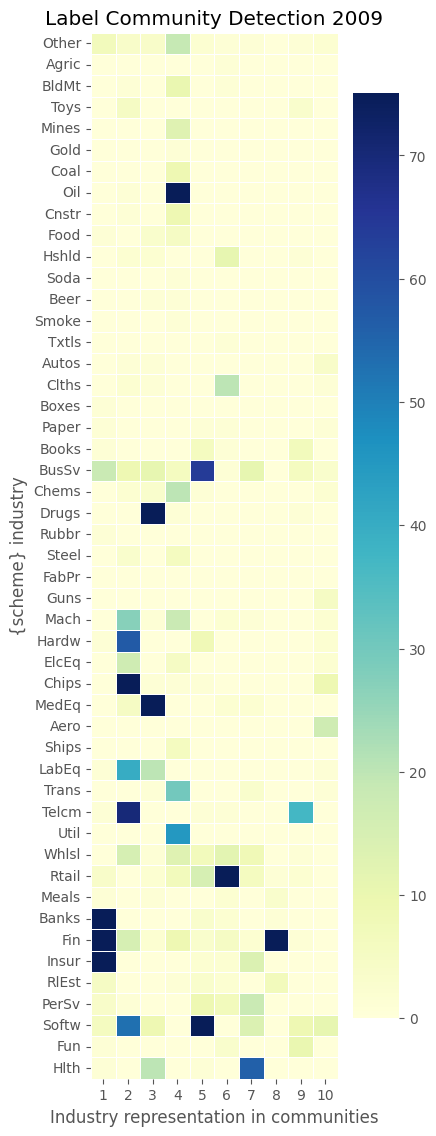 Label Community Detection 2009
Other
Agric
BldMt
Toys
Mines
Gold
Coal
Oil
Cnstr
Food
Hshld
Soda
Beer
Smoke
Txtls
Autos
Clths
Boxes
Paper
Books
BusSv
Chems
Drugs
Rubbr
Steel
FabPr
Guns
Mach
Hardw
ElcEq
Chips
MedEq
Aero
Ships
LabEq
Trans
Telcm
Util
Whlsl
Rtail
Meals
Banks
Fin
Insur
RlEst
PerSv
Softw
Fun
Hlth
{scheme} industry
1 2 3 4 5 6 7 8 9 10
Industry representation in communities
70
60
50
40
30
20
10
0